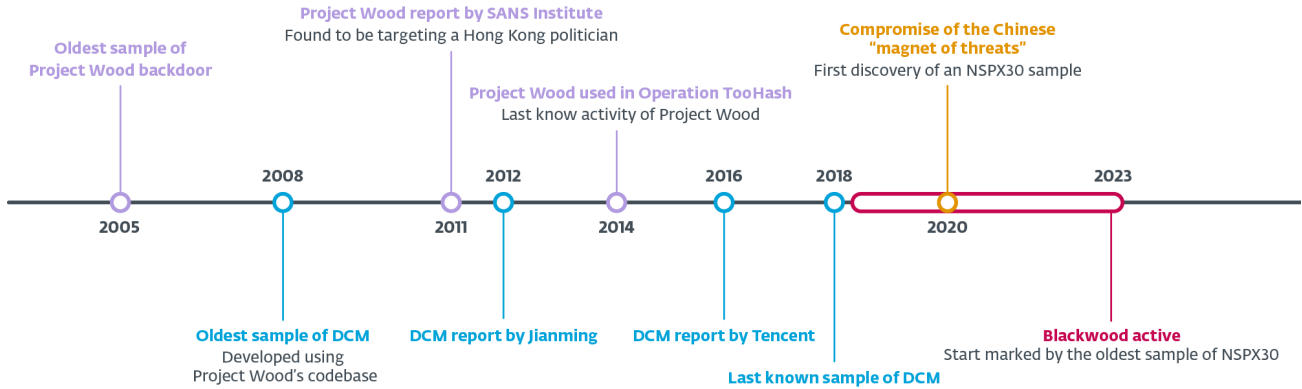 Project Wood report by SANS Institute
Found to be targeting a Hong Kong politician
Oldest sample of
Project Wood backdoor
Compromise of the Chinese
“magnet of threats”
First discovery of an NSPX30 sample
Project Wood used in Operation TooHash
Last know activity of Project Wood
2008
2012
2016
2018
2023
2005
2011
2014
2020
Oldest sample of DCM
Developed using
Project Wood’s codebase
DCM report by Jianming
DCM report by Tencent
Last known sample of DCM
Blackwood active
Start marked by the oldest sample of NSPX30